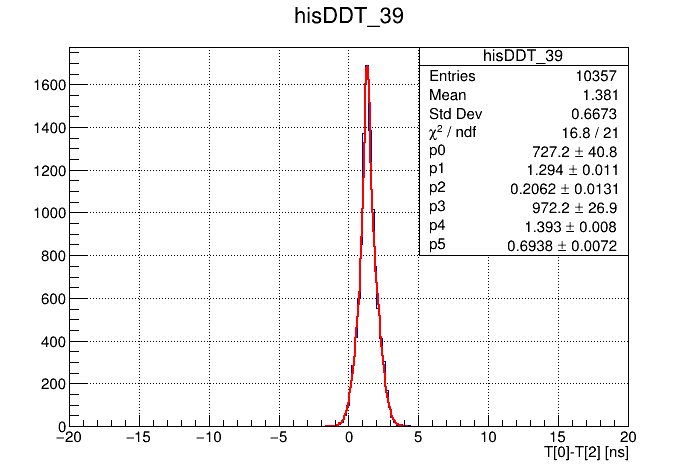 hisDDT_39
hisDDT_39
Entries 10357
Mean 1.381
Std Dev 0.6673
χ² / ndf 16.8 / 21
p0 727.2 ± 40.8
p1 1.294 ± 0.011
p2 0.2062 ± 0.0131
p3 972.2 ± 26.9
p4 1.393 ± 0.008
p5 0.6938 ± 0.0072
1600
1400
1200
1000
800
600
400
200
0
−20 −15 −10 −5 0 5 10 15 20
T[0]-T[2] [ns]